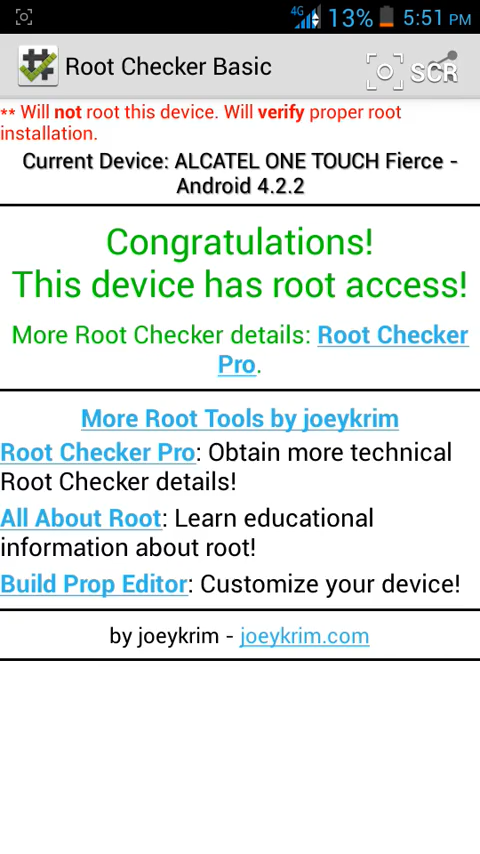 4G 13% 5:51 PM
Root Checker Basic SCR
** Will not root this device. Will verify proper root
installation.
Current Device: ALCATEL ONE TOUCH Fierce -
Android 4.2.2
Congratulations!
This device has root access!
More Root Checker details: Root Checker
Pro.
More Root Tools by joeykrim
Root Checker Pro: Obtain more technical
Root Checker details!
All About Root: Learn educational
information about root!
Build Prop Editor: Customize your device!
by joeykrim - joeykrim.com